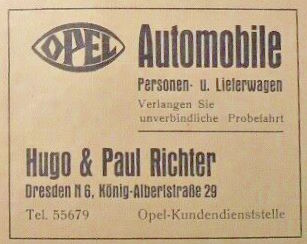 OPEL Automobile
Personen- u. Lieferwagen
Verlangen Sie
unverbindliche Probefahrt
Hugo & Paul Richter
Dresden N 6, König-Albertstraße 29
Tel. 55679 Opel-Kundendienststelle